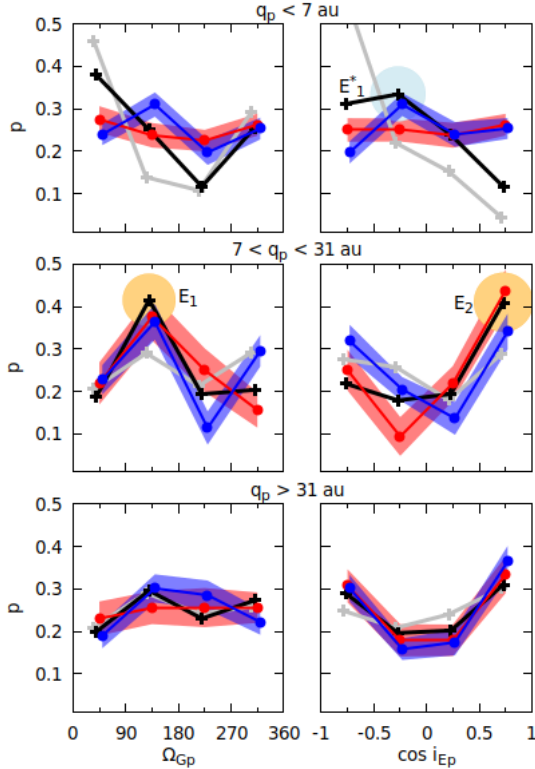 q_p < 7 au
0.5
0.4
0.3
0.2
0.1
p
E*_1
7 < q_p < 31 au
0.5
0.4
0.3
0.2
0.1
p
E_1
E_2
q_p > 31 au
0.5
0.4
0.3
0.2
0.1
p
0 90 180 270 360
-1 -0.5 0 0.5 1
Ω_Gp
cos i_Ep